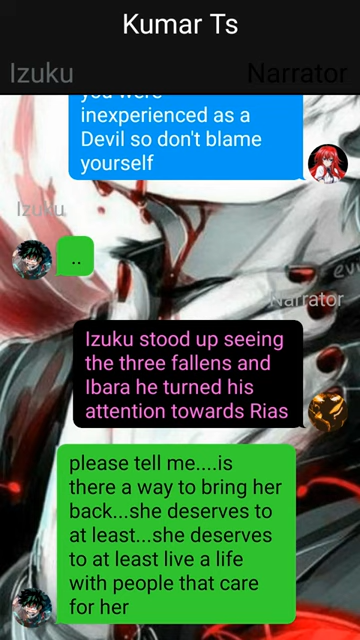 Kumar Ts
Izuku
Narrator
you were
inexperienced as a
Devil so don't blame
yourself
Izuku
..
Narrator
Izuku stood up seeing
the three fallens and
Ibara he turned his
attention towards Rias
please tell me....is
there a way to bring her
back...she deserves to
at least...she deserves
to at least live a life
with people that care
for her